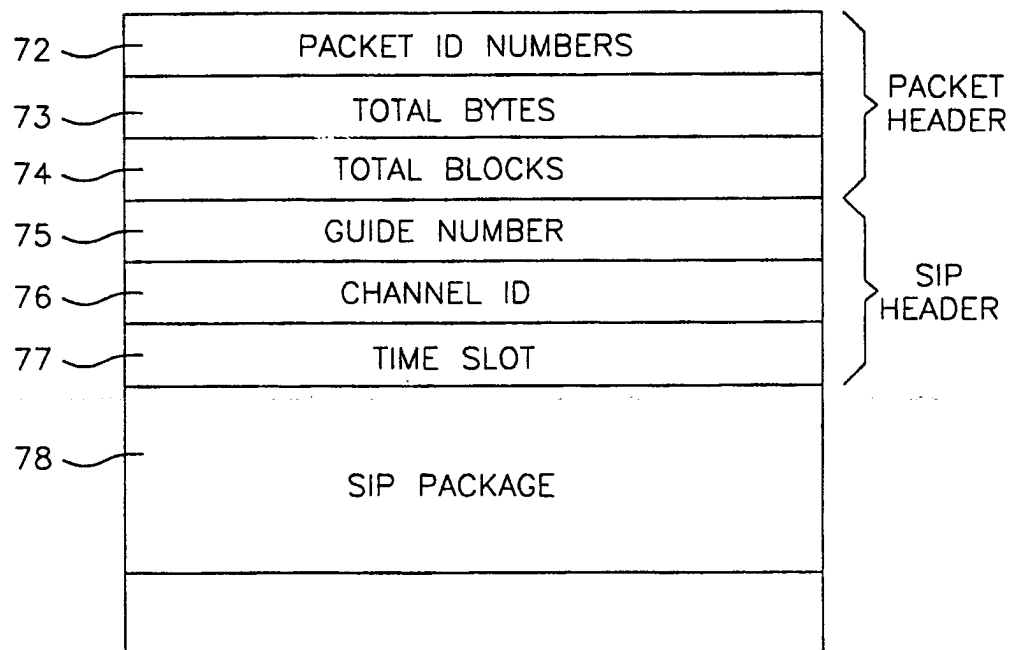 72 PACKET ID NUMBERS
73 TOTAL BYTES
74 TOTAL BLOCKS
PACKET
HEADER
75 GUIDE NUMBER
76 CHANNEL ID
77 TIME SLOT
SIP
HEADER
78 SIP PACKAGE